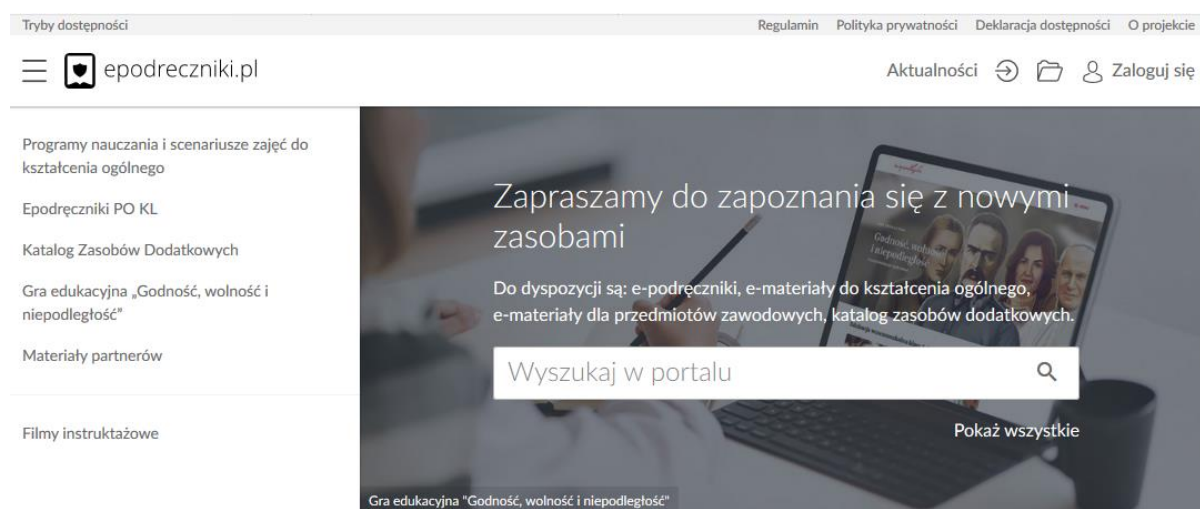 Tryby dostępności
Regulamin Polityka prywatności Deklaracja dostępności O projekcie
epodreczniki.pl
Aktualności Zaloguj się
Programy nauczania i scenariusze zajęć do
kształcenia ogólnego
Epodręczniki PO KL
Katalog Zasobów Dodatkowych
Gra edukacyjna „Godność, wolność i
niepodległość”
Materiały partnerów
Filmy instruktażowe
Zapraszamy do zapoznania się z nowymi
zasobami
Do dyspozycji są: e-podręczniki, e-materiały do kształcenia ogólnego,
e-materiały dla przedmiotów zawodowych, katalog zasobów dodatkowych.
Wyszukaj w portalu
Pokaż wszystkie
Godność, wolność
i niepodległość
Gra edukacyjna "Godność, wolność i niepodległość"